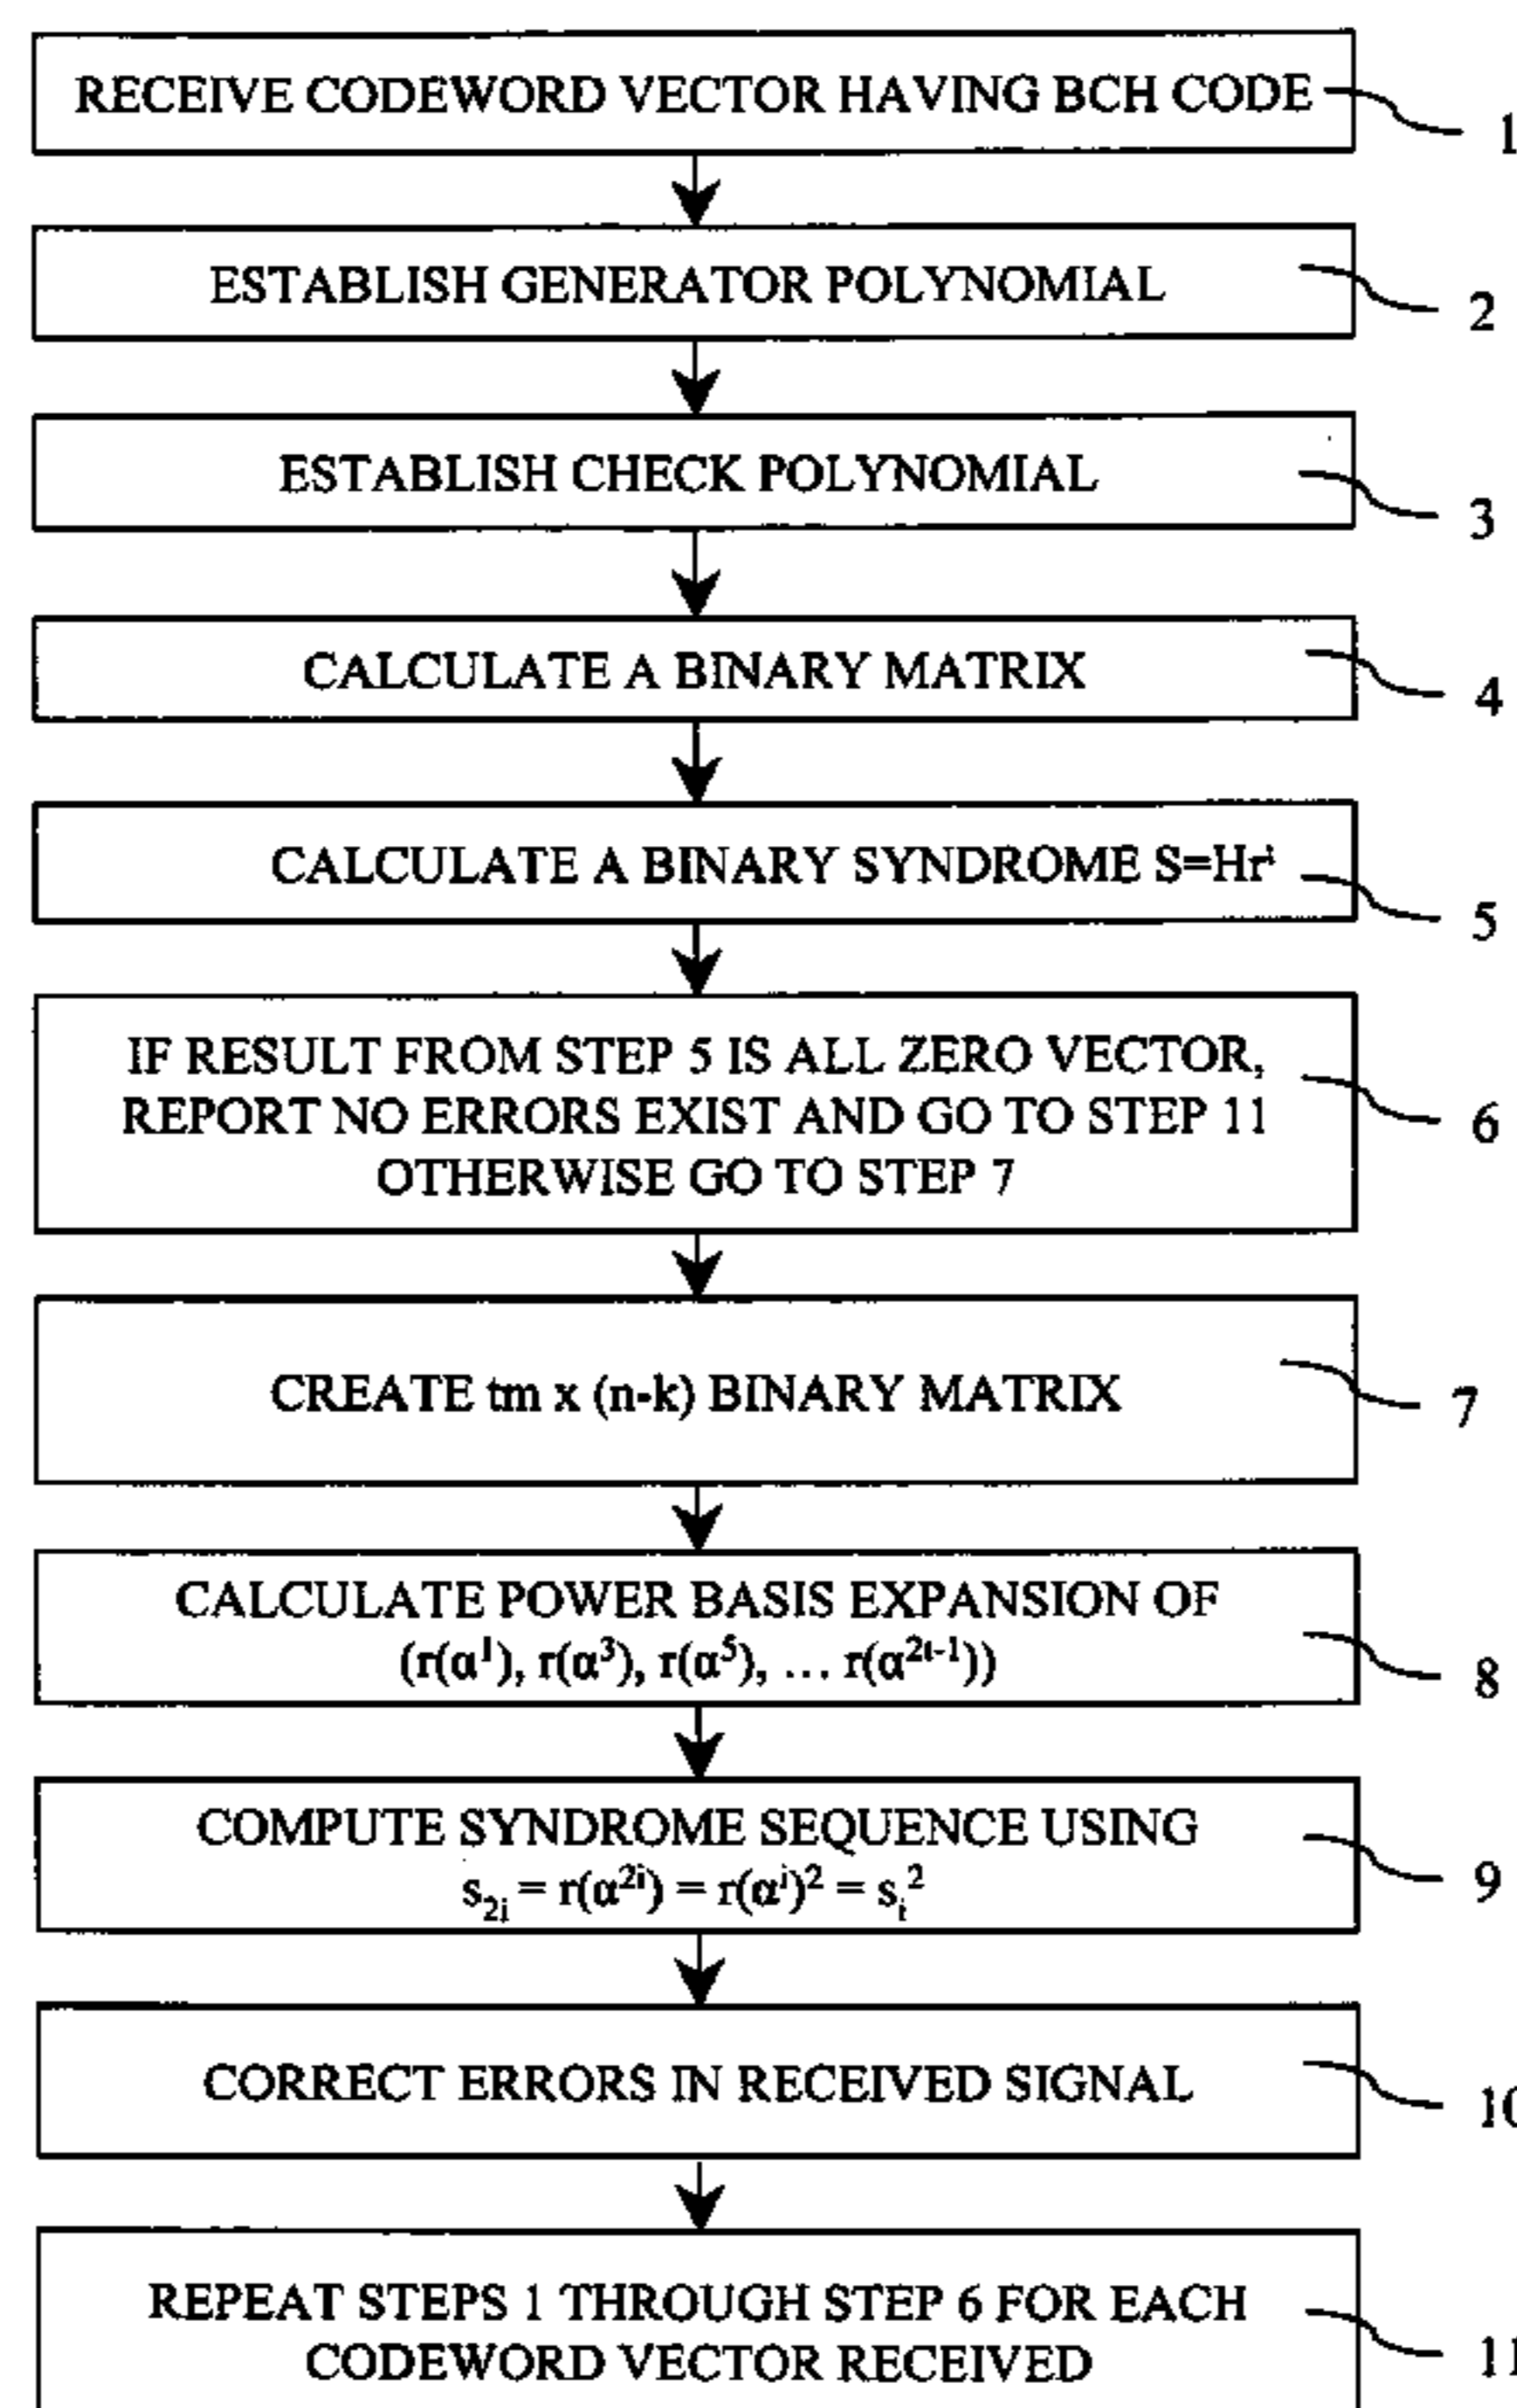 RECEIVE CODEWORD VECTOR HAVING BCH CODE
1
ESTABLISH GENERATOR POLYNOMIAL
2
ESTABLISH CHECK POLYNOMIAL
3
CALCULATE A BINARY MATRIX
4
CALCULATE A BINARY SYNDROME S=Hrᵗ
5
IF RESULT FROM STEP 5 IS ALL ZERO VECTOR,
REPORT NO ERRORS EXIST AND GO TO STEP 11
OTHERWISE GO TO STEP 7
6
CREATE tm x (n-k) BINARY MATRIX
7
CALCULATE POWER BASIS EXPANSION OF
(r(α¹), r(α³), r(α⁵), … r(α²ᵗ⁻¹))
8
COMPUTE SYNDROME SEQUENCE USING
s₂ᵢ = r(α²ⁱ) = r(αⁱ)² = sᵢ²
9
CORRECT ERRORS IN RECEIVED SIGNAL
10
REPEAT STEPS 1 THROUGH STEP 6 FOR EACH
CODEWORD VECTOR RECEIVED
11